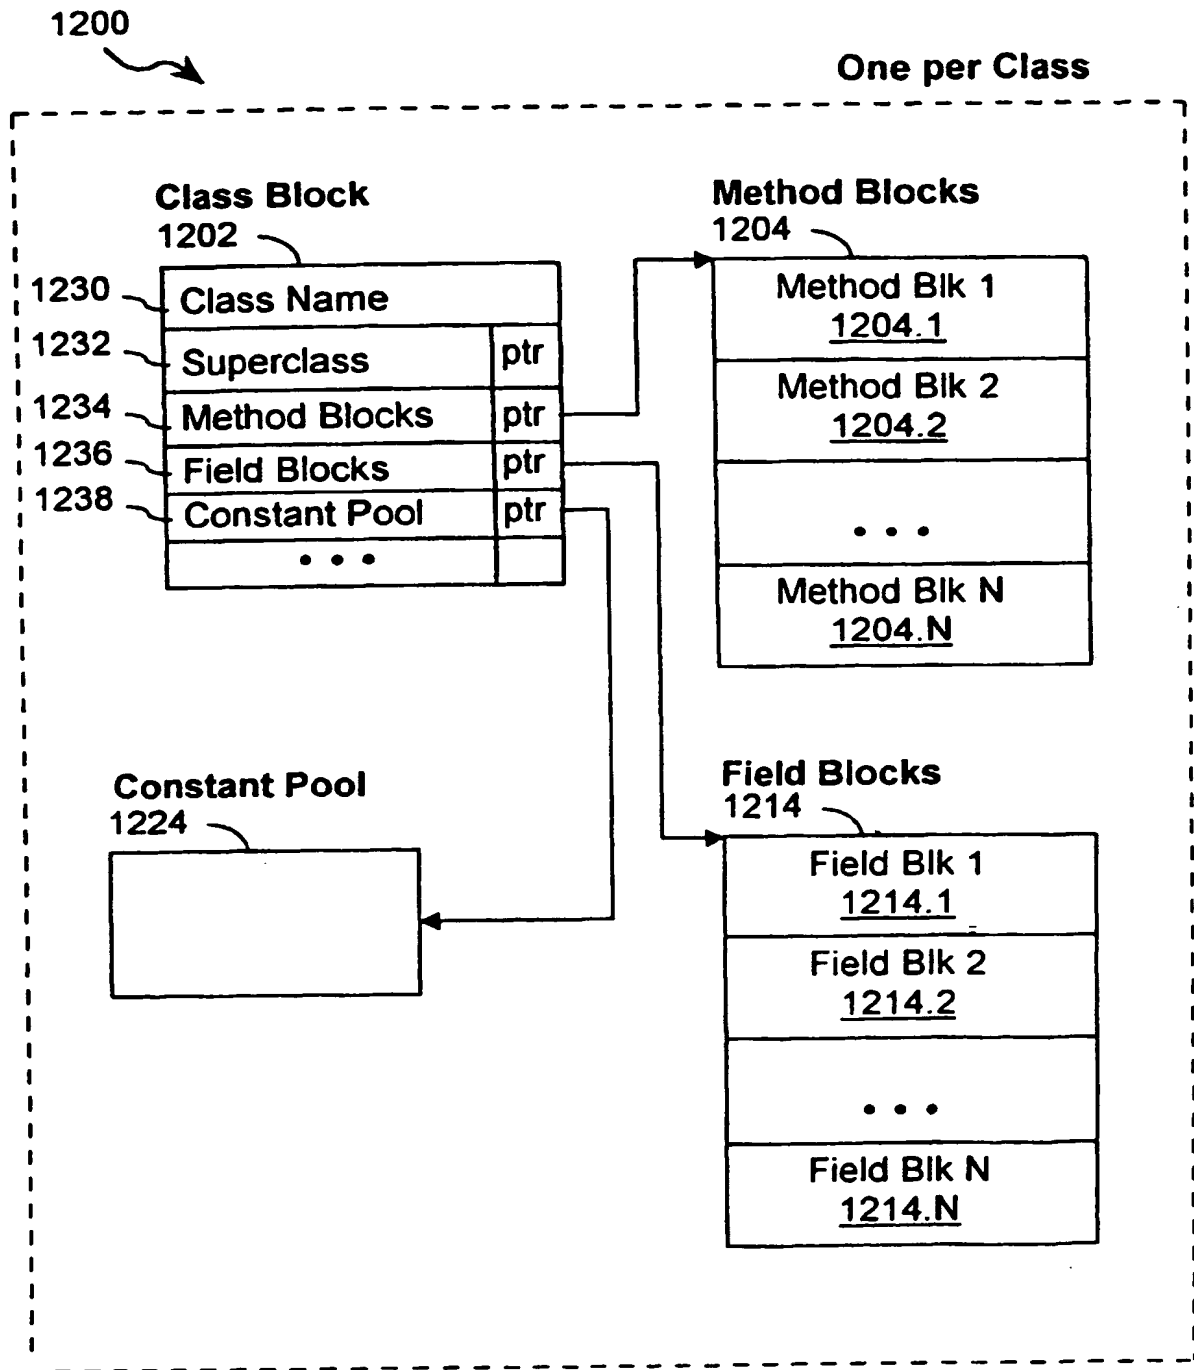 1200
One per Class
Class Block
1202
1230
Class Name
1232
Superclass
ptr
1234
Method Blocks
ptr
1236
Field Blocks
ptr
1238
Constant Pool
ptr
• • •
Method Blocks
1204
Method Blk 1
1204.1
Method Blk 2
1204.2
• • •
Method Blk N
1204.N
Constant Pool
1224
Field Blocks
1214
Field Blk 1
1214.1
Field Blk 2
1214.2
• • •
Field Blk N
1214.N